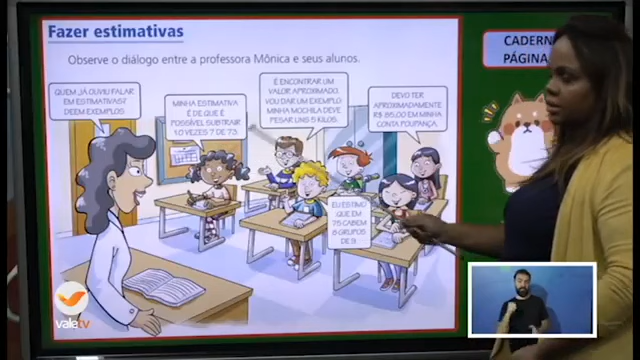 Fazer estimativas
CADERN
PÁGINA
Observe o diálogo entre a professora Mônica e seus alunos.
QUEM JÁ OUVIU FALAR
EM ESTIMATIVAS?
DEEM EXEMPLOS
MINHA ESTIMATIVA
É DE QUE É
POSSÍVEL SUBTRAIR
10 VEZES 7 DE 73.
É ENCONTRAR UM
VALOR APROXIMADO.
VOU DAR UM EXEMPLO:
MINHA MOCHILA DEVE
PESAR UNS 5 KILOS.
DEVO TER
APROXIMADAMENTE
R$ 85,00 EM MINHA
CONTA POUPANÇA.
EU ESTIMO
QUE EM
75 CABEM
8 GRUPOS
DE 9.
valetv